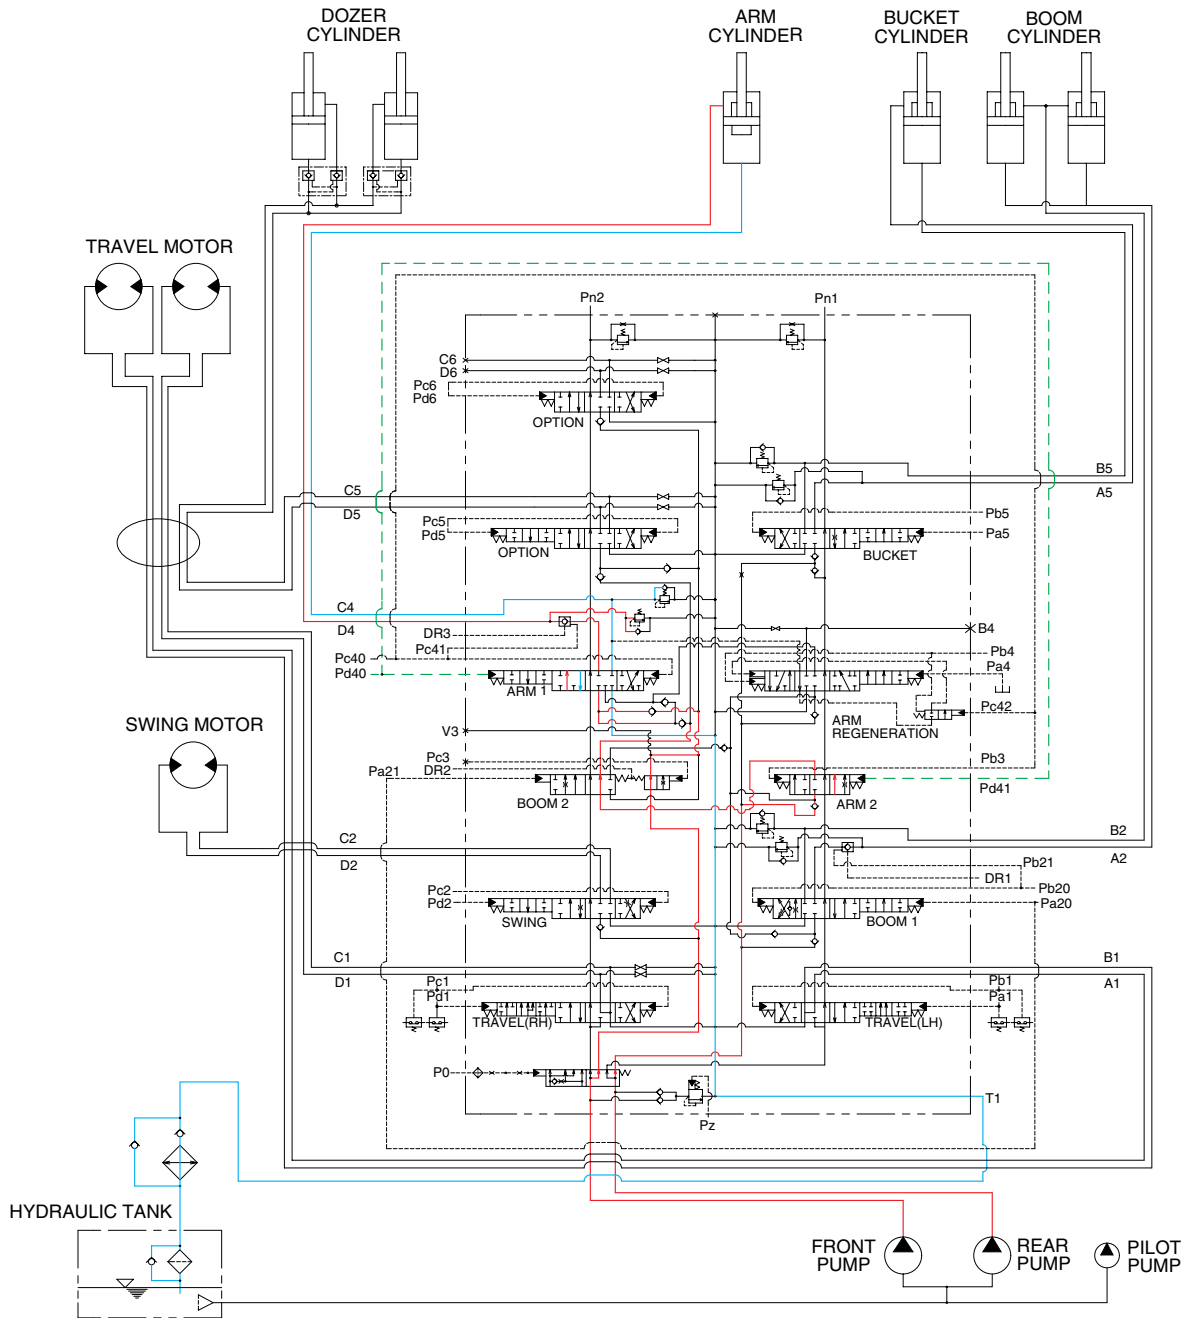 DOZER
CYLINDER
ARM
CYLINDER
BUCKET
CYLINDER
BOOM
CYLINDER
TRAVEL MOTOR
Pn2
Pn1
C6
D6
Pc6
Pd6
OPTION
B5
A5
C5
D5
Pc5
Pd5
OPTION
Pb5
Pa5
BUCKET
C4
D4
DR3
Pc41
Pc40
Pd40
ARM 1
B4
Pb4
Pa4
Pc42
ARM
REGENERATION
SWING MOTOR
V3
Pc3
DR2
Pa21
BOOM 2
Pb3
Pd41
ARM 2
C2
D2
B2
A2
Pb21
DR1
Pc2
Pd2
SWING
Pb20
Pa20
BOOM 1
C1
D1
B1
A1
Pc1
Pd1
TRAVEL(RH)
Pb1
Pa1
TRAVEL(LH)
P0
Pz
T1
HYDRAULIC TANK
FRONT
PUMP
REAR
PUMP
PILOT
PUMP